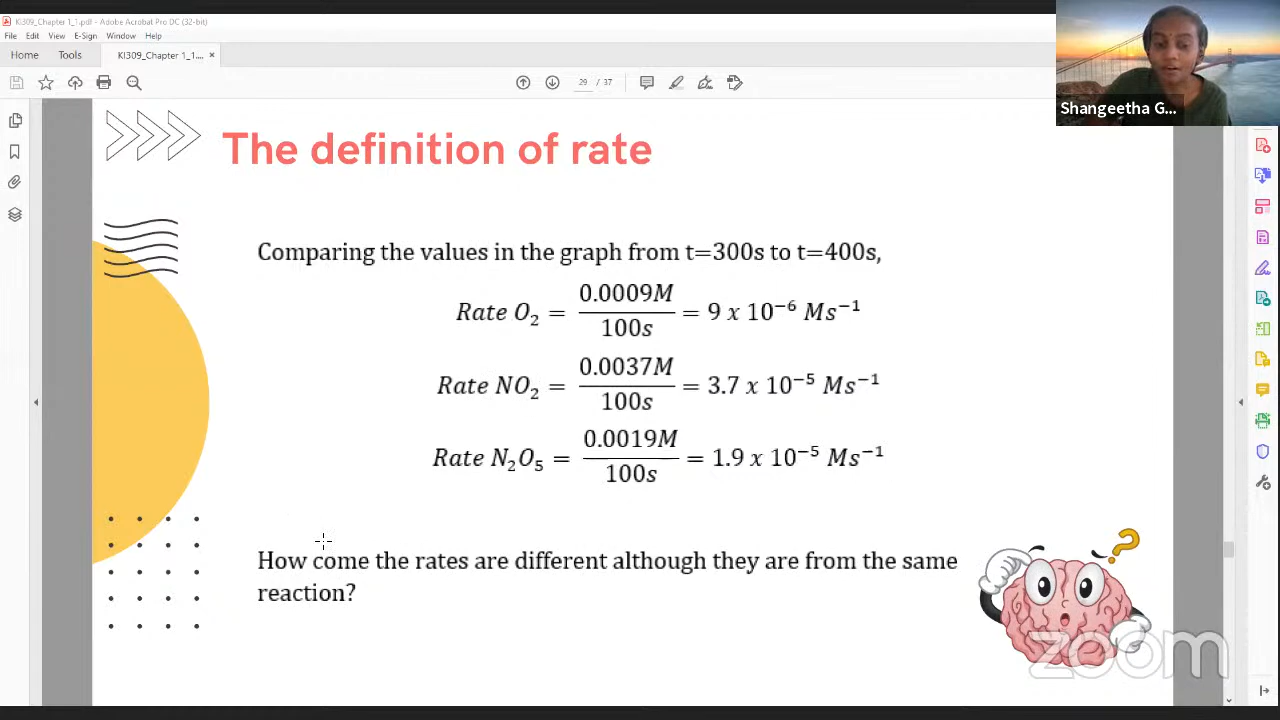 KI309_Chapter 1_1.pdf - Adobe Acrobat Pro DC (32-bit)
File Edit View E-Sign Window Help
Home Tools KI309_Chapter 1_1.... ×
29 / 37
Shangeetha G...
The definition of rate
Comparing the values in the graph from t=300s to t=400s,
Rate O₂ = 0.0009M / 100s = 9 x 10⁻⁶ Ms⁻¹
Rate NO₂ = 0.0037M / 100s = 3.7 x 10⁻⁵ Ms⁻¹
Rate N₂O₅ = 0.0019M / 100s = 1.9 x 10⁻⁵ Ms⁻¹
How come the rates are different although they are from the same
reaction?
?
zoom